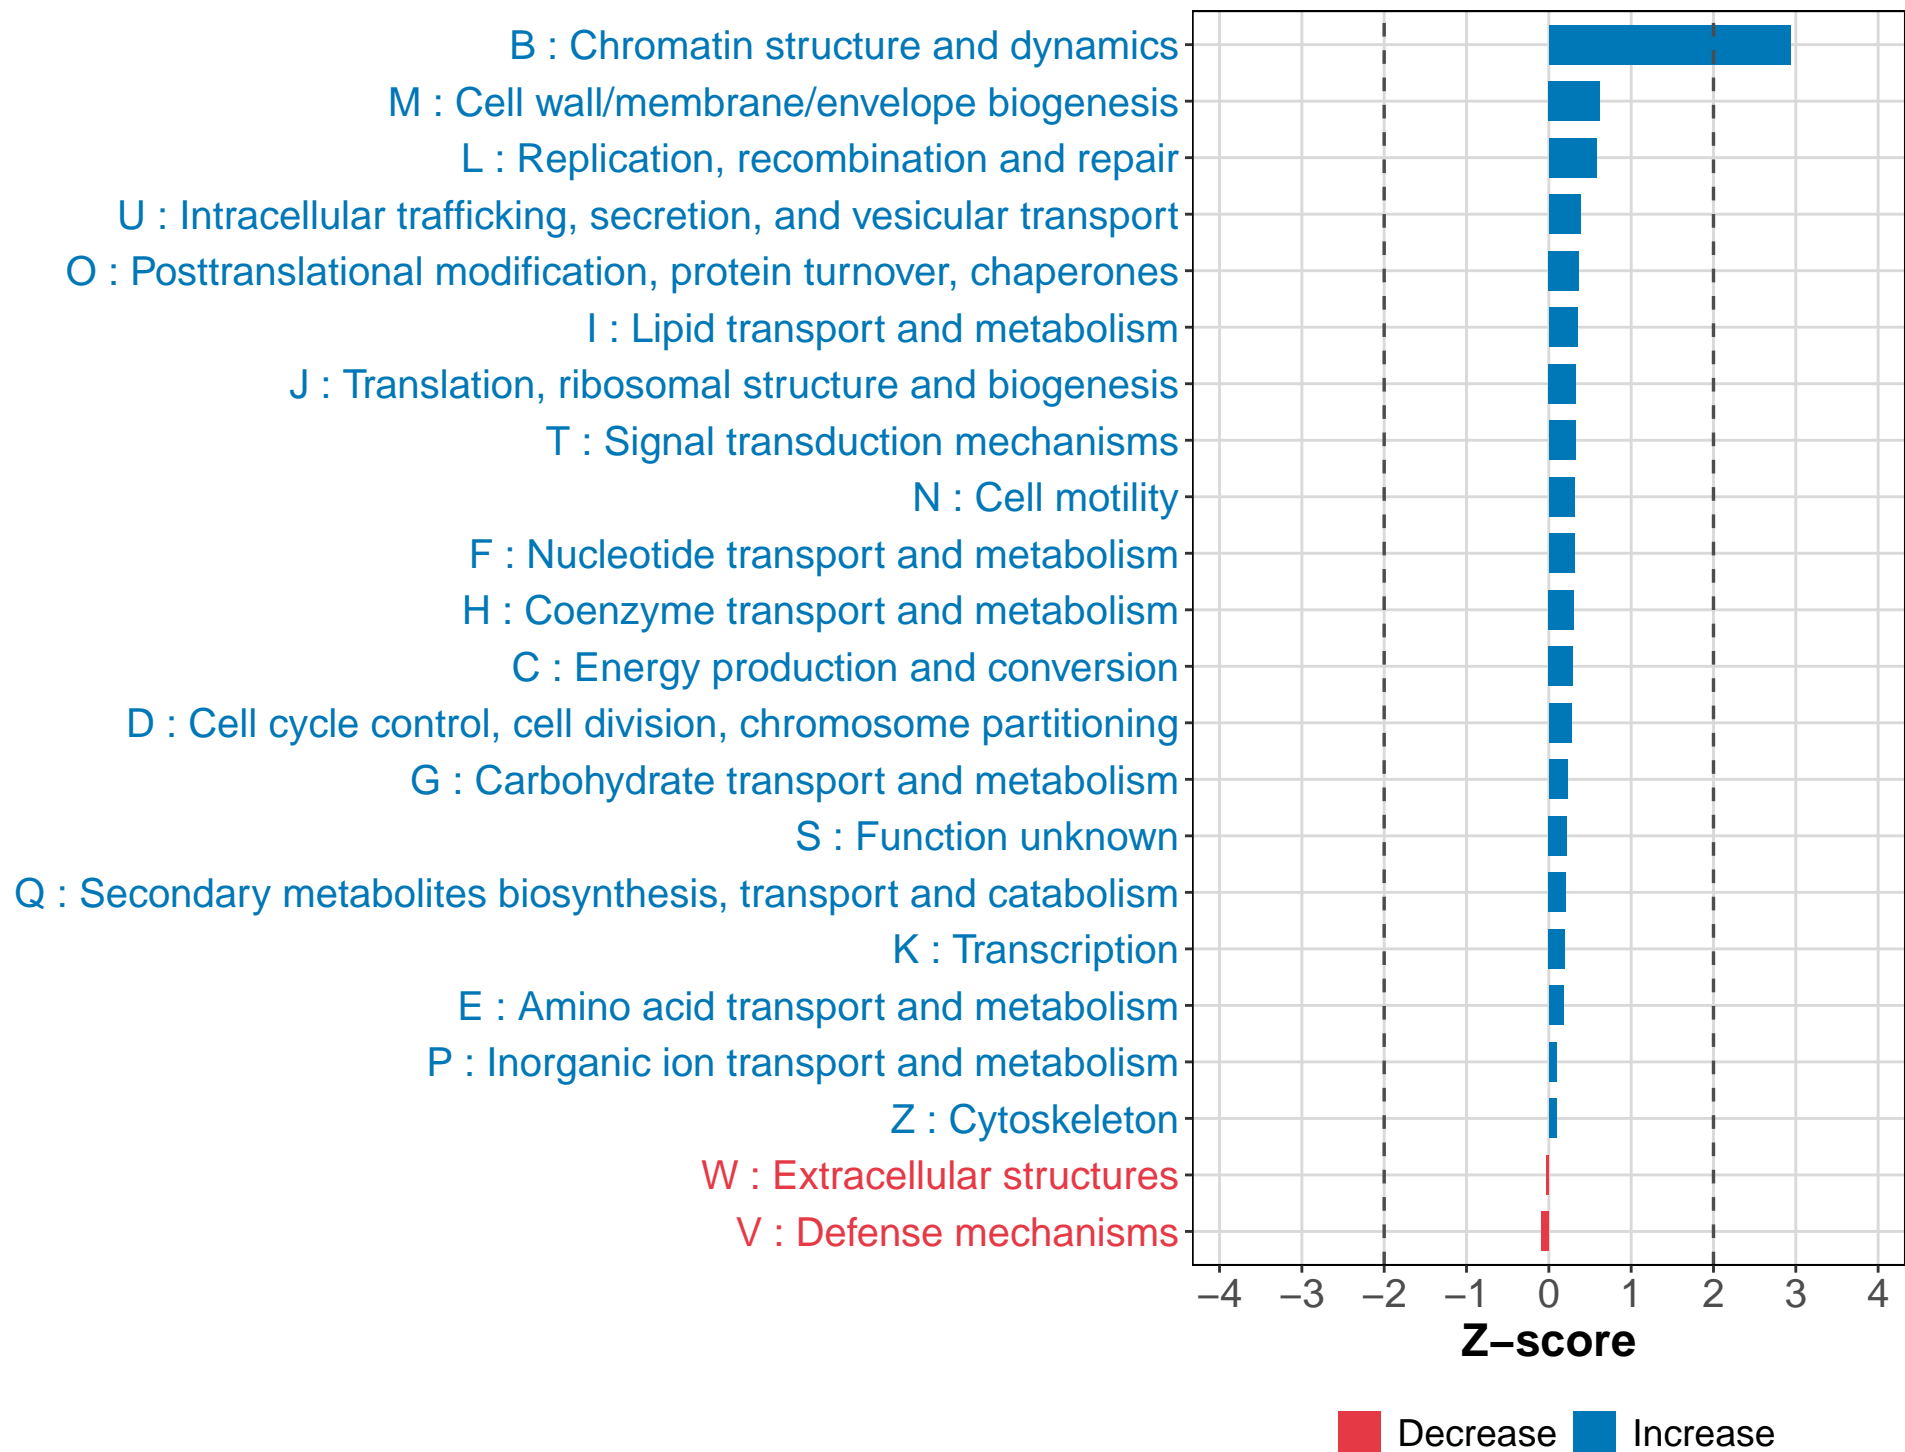 B : Chromatin structure and dynamics
M : Cell wall/membrane/envelope biogenesis
L : Replication, recombination and repair
U : Intracellular trafficking, secretion, and vesicular transport
O : Posttranslational modification, protein turnover, chaperones
I : Lipid transport and metabolism
J : Translation, ribosomal structure and biogenesis
T : Signal transduction mechanisms
N : Cell motility
F : Nucleotide transport and metabolism
H : Coenzyme transport and metabolism
C : Energy production and conversion
D : Cell cycle control, cell division, chromosome partitioning
G : Carbohydrate transport and metabolism
S : Function unknown
Q : Secondary metabolites biosynthesis, transport and catabolism
K : Transcription
E : Amino acid transport and metabolism
P : Inorganic ion transport and metabolism
Z : Cytoskeleton
W : Extracellular structures
V : Defense mechanisms
−4 −3 −2 −1 0 1 2 3 4
Z−score
Decrease Increase